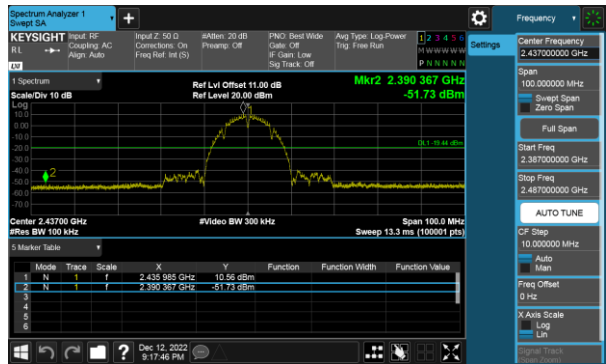 Spectrum Analyzer 1
Swept SA
Frequency
KEYSIGHT
RL
Input: RF
Coupling: AC
Align: Auto
Input Z: 50 Ω
Corrections: On
Freq Ref: Int (S)
#Atten: 20 dB
Preamp: Off
PNO: Best Wide
Gate: Off
IF Gain: Low
Sig Track: Off
Avg Type: Log-Power
Trig: Free Run
1 2 3 4 5 6
M W W W W W
P N N N N N
LXI
1 Spectrum
Scale/Div 10 dB
Ref Lvl Offset 11.00 dB
Ref Level 20.00 dBm
Mkr2 2.390 367 GHz
-51.73 dBm
Log
10.0
0.00
-10.0
-20.0
-30.0
-40.0
-50.0
-60.0
-70.0
DL1 -19.44 dBm
2
Center 2.43700 GHz
#Res BW 100 kHz
#Video BW 300 kHz
Span 100.0 MHz
Sweep 13.3 ms (100001 pts)
5 Marker Table
Mode Trace Scale X Y Function Function Width Function Value
1 N 1 f 2.435 985 GHz 10.56 dBm
2 N 1 f 2.390 367 GHz -51.73 dBm
3
4
5
6
Settings
Center Frequency
2.437000000 GHz
Span
100.000000 MHz
Swept Span
Zero Span
Full Span
Start Freq
2.387000000 GHz
Stop Freq
2.487000000 GHz
AUTO TUNE
CF Step
10.000000 MHz
Auto
Man
Freq Offset
0 Hz
X Axis Scale
Log
Lin
Signal Track
(Span Zoom)
Dec 12, 2022
9:17:46 PM